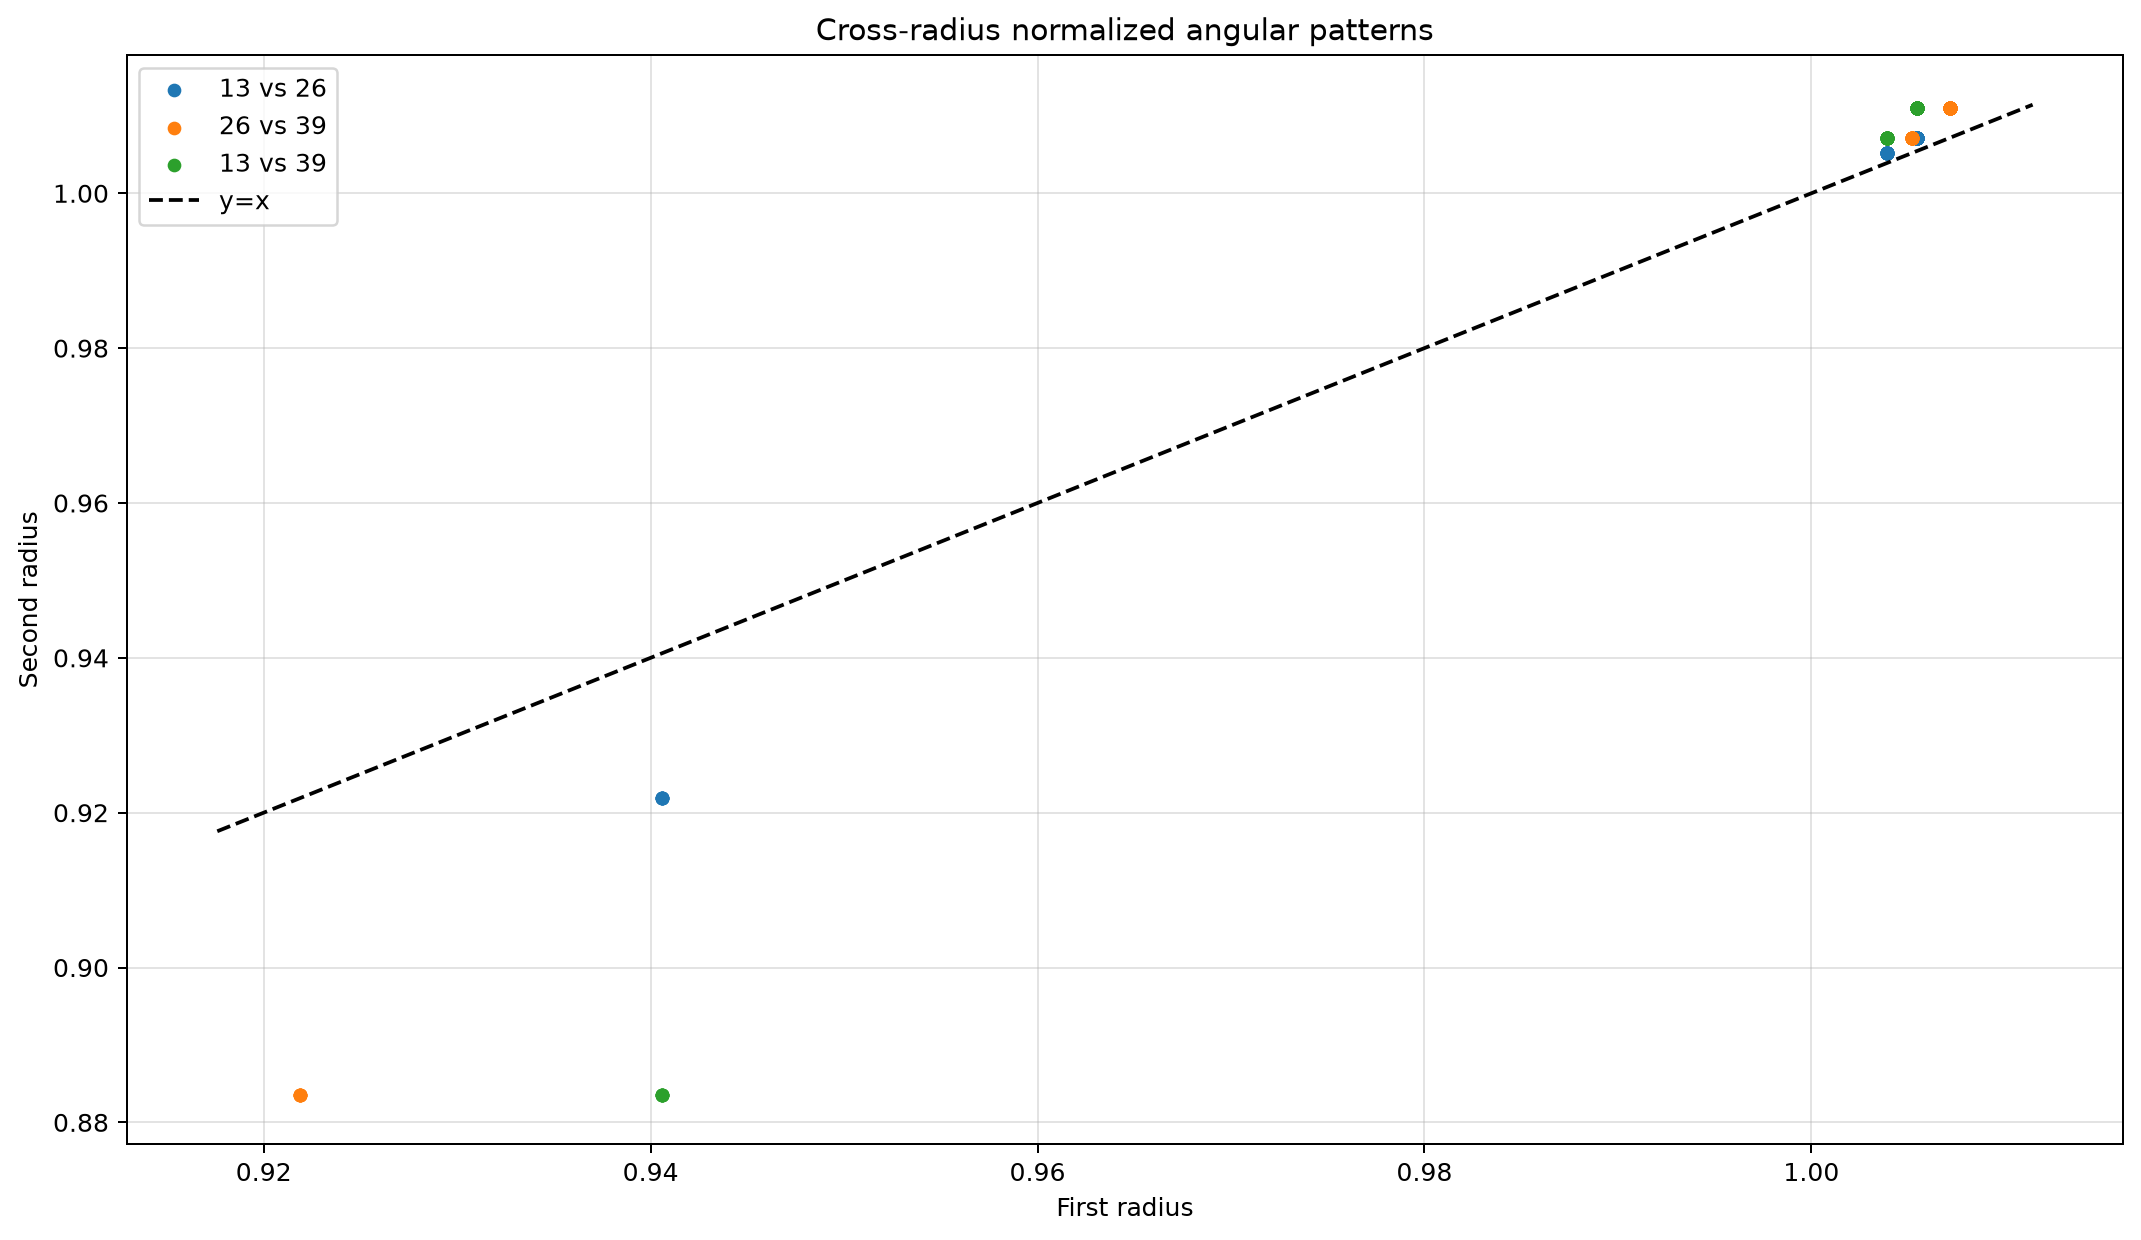 Cross-radius normalized angular patterns
13 vs 26
26 vs 39
13 vs 39
y=x
1.00
0.98
0.96
0.94
0.92
0.90
0.88
Second radius
0.92 0.94 0.96 0.98 1.00
First radius